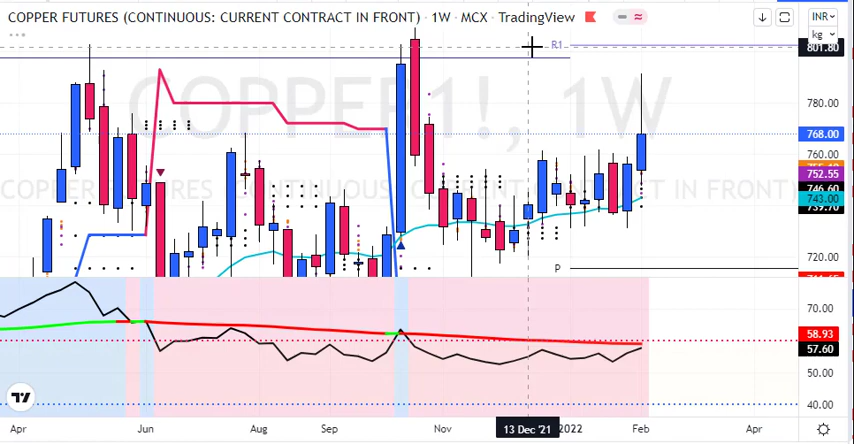 COPPER FUTURES (CONTINUOUS: CURRENT CONTRACT IN FRONT) · 1W · MCX · TradingView
INR
kg
801.80
R1
COPPER1!, 1W
780.00
768.00
760.00
752.55
COPPER FUTURES (CONTINUOUS: CURRENT CONTRACT IN FRONT)
746.60
743.00
720.00
P
70.00
58.93
57.60
50.00
40.00
Apr
Jun
Aug
Sep
Nov
13 Dec '21
2022
Feb
Apr